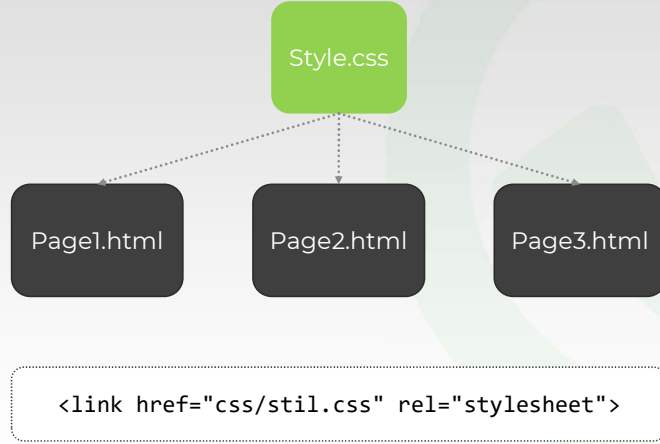 Style.css
Page1.html Page2.html Page3.html
<link href="css/stil.css" rel="stylesheet">